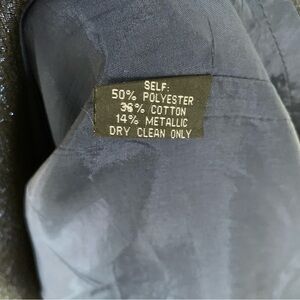 SELF:
50% POLYESTER
36% COTTON
14% METALLIC
DRY CLEAN ONLY